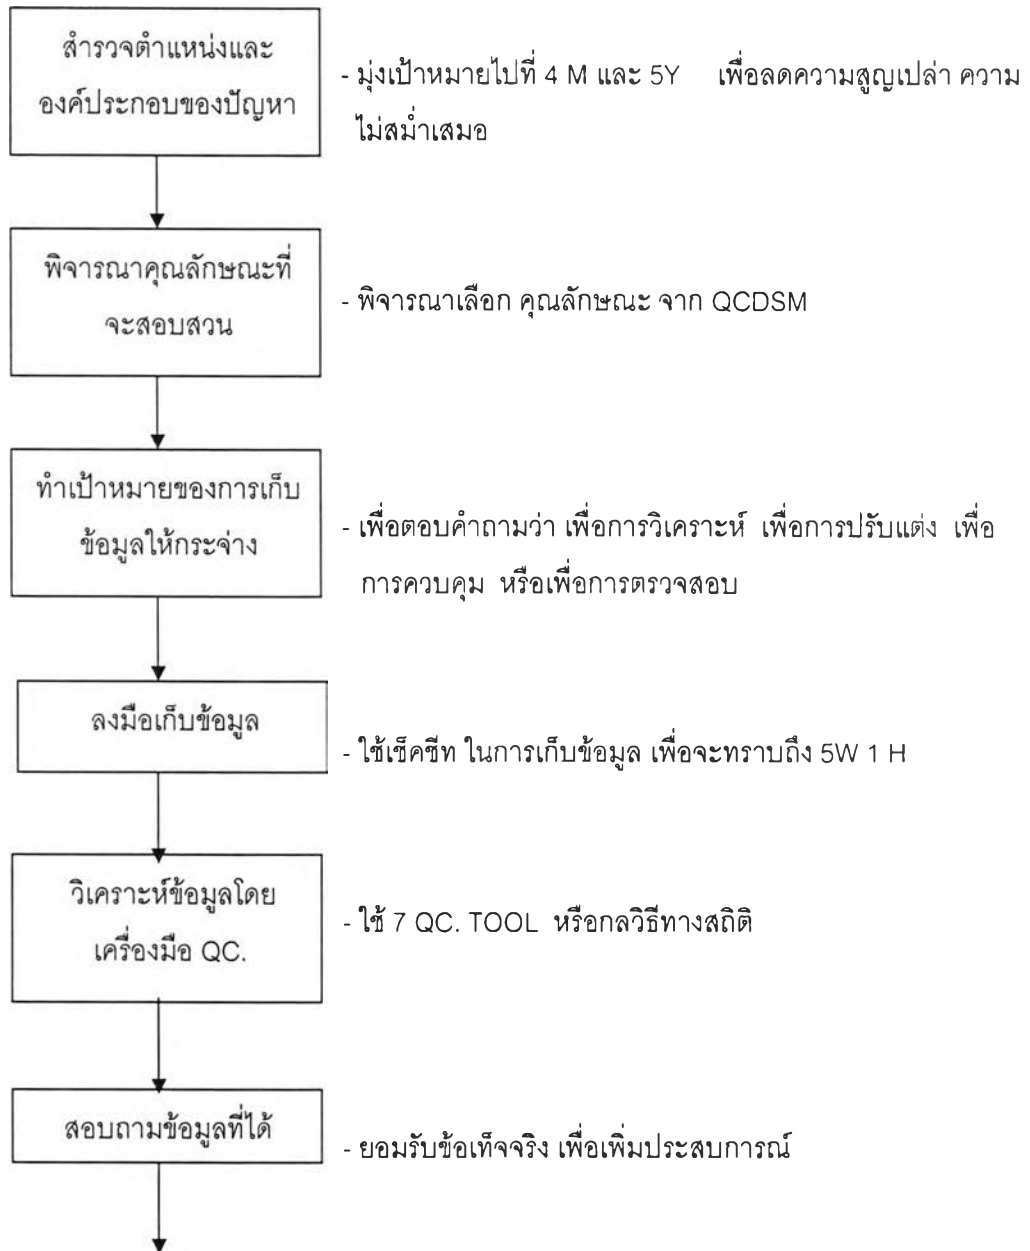 สำรวจตำแหน่งและ
องค์ประกอบของปัญหา
- มุ่งเป้าหมายไปที่ 4 M และ 5Y เพื่อลดความสูญเปล่า ความ
ไม่สม่ำเสมอ
พิจารณาคุณลักษณะที่
จะสอบสวน
- พิจารณาเลือก คุณลักษณะ จาก QCDSM
ทำเป้าหมายของการเก็บ
ข้อมูลให้กระจ่าง
- เพื่อตอบคำถามว่า เพื่อการวิเคราะห์ เพื่อการปรับแต่ง เพื่อ
การควบคุม หรือเพื่อการตรวจสอบ
ลงมือเก็บข้อมูล
- ใช้เช็คชีท ในการเก็บข้อมูล เพื่อจะทราบถึง 5W 1 H
วิเคราะห์ข้อมูลโดย
เครื่องมือ QC.
- ใช้ 7 QC. TOOL หรือกลวิธีทางสถิติ
สอบถามข้อมูลที่ได้
- ยอมรับข้อเท็จจริง เพื่อเพิ่มประสบการณ์